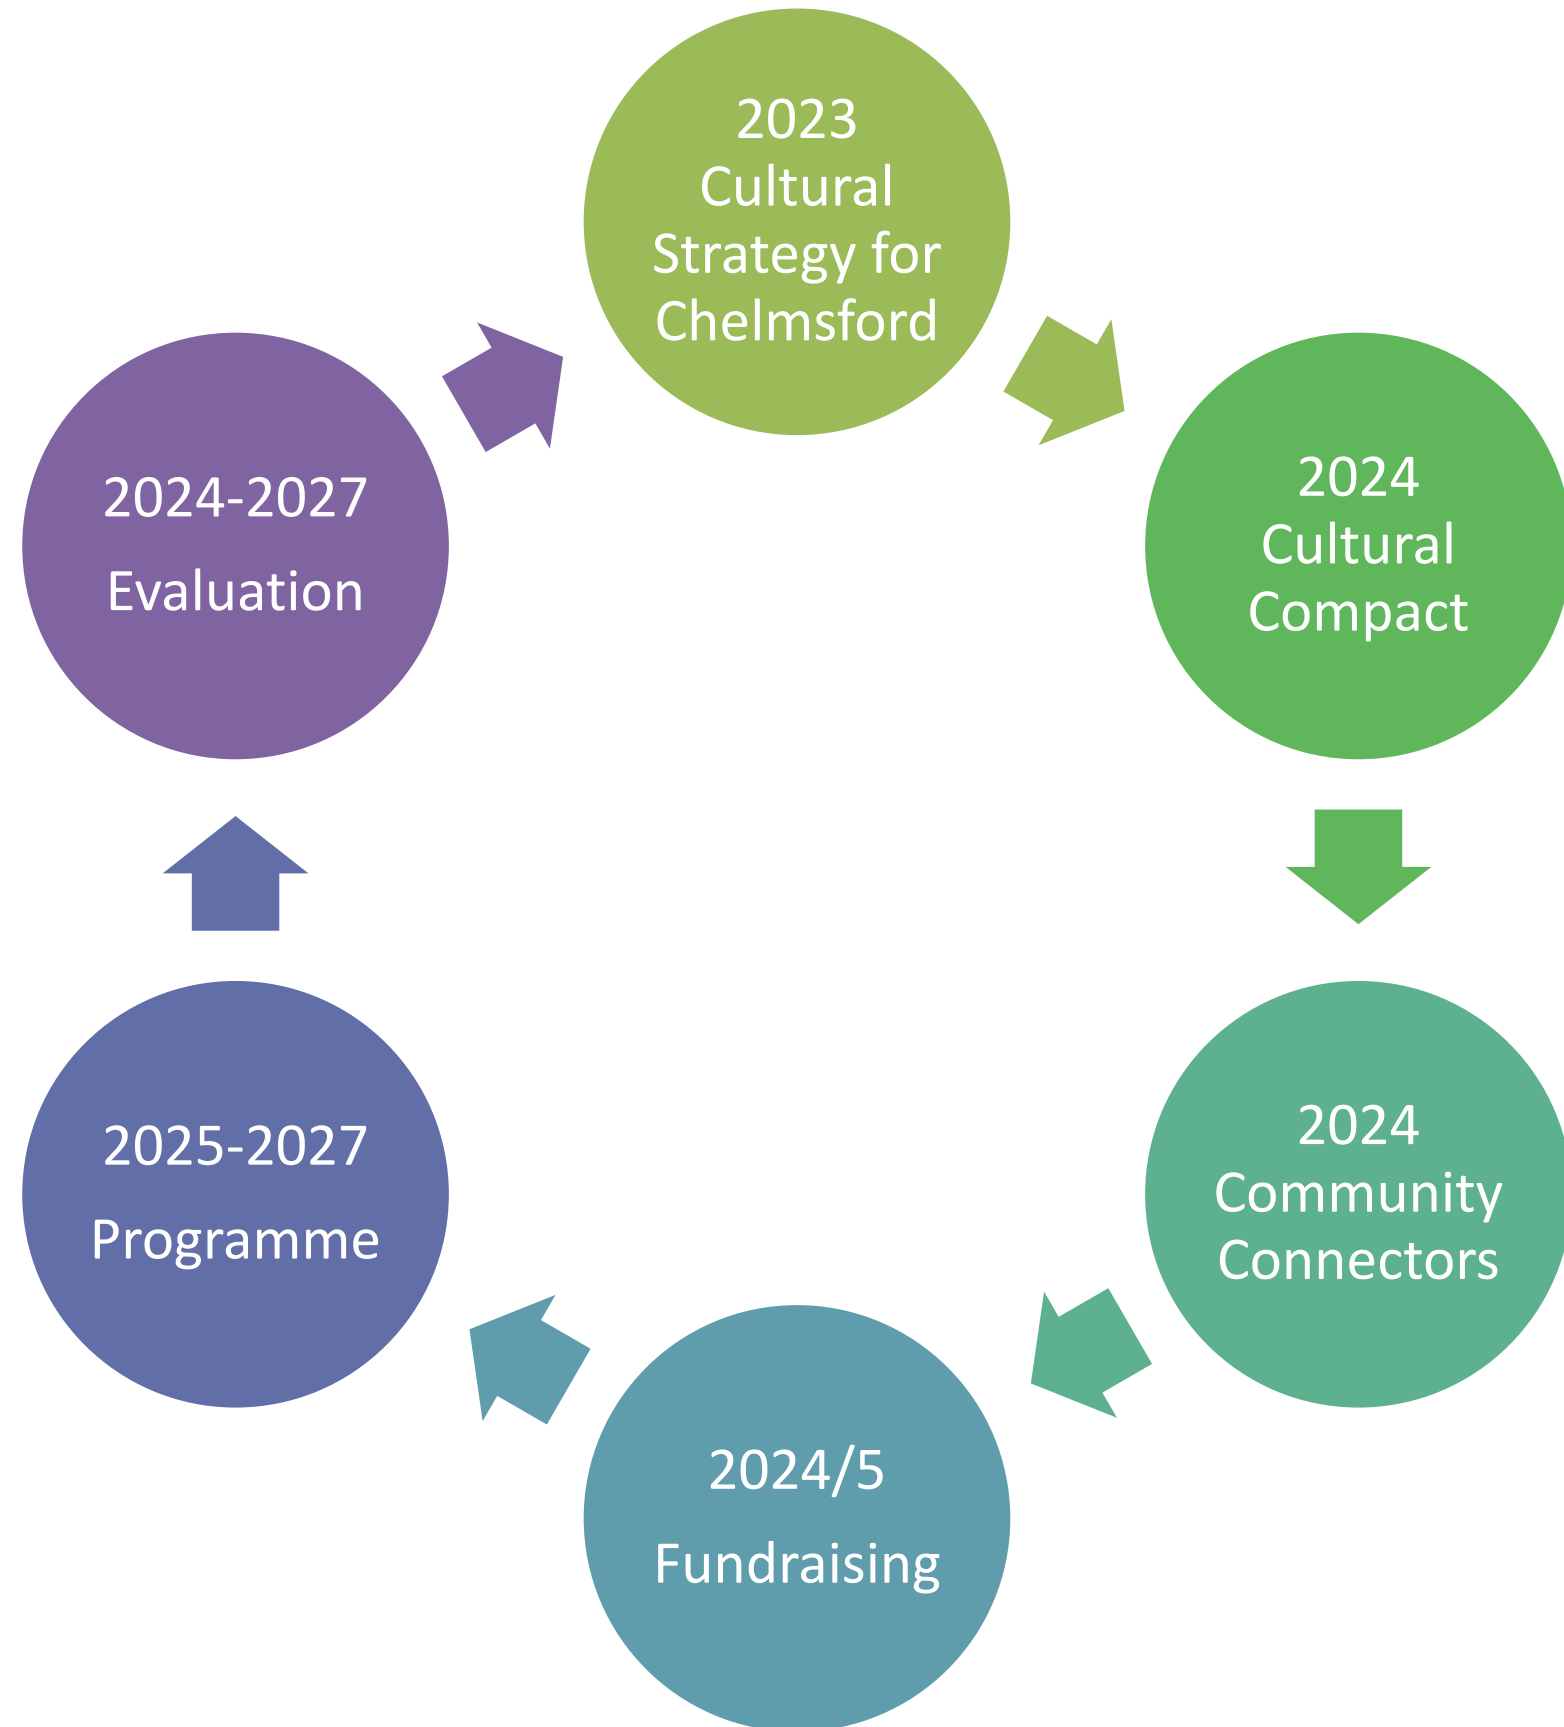 2023
Cultural
Strategy for
Chelmsford
2024
Cultural
Compact
2024
Community
Connectors
2024/5
Fundraising
2025-2027
Programme
2024-2027
Evaluation